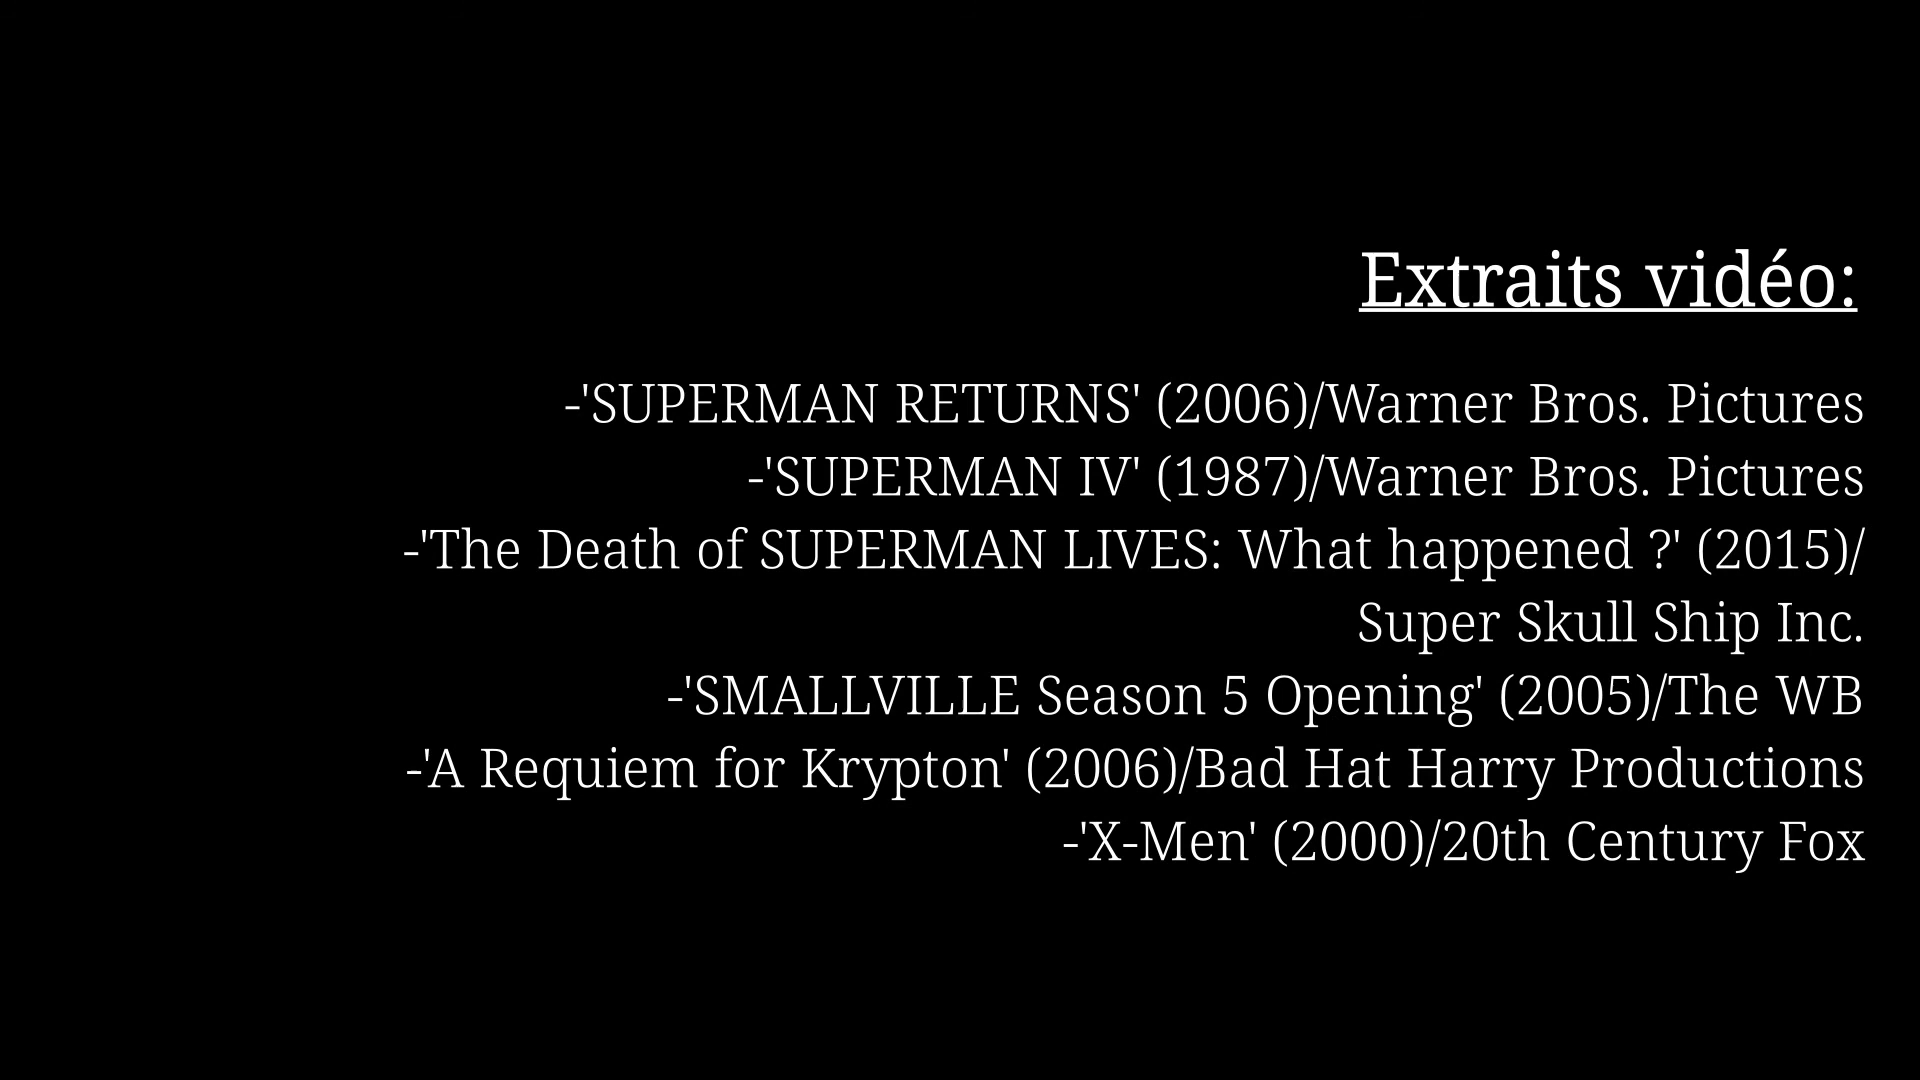 Extraits vidéo:
-'SUPERMAN RETURNS' (2006)/Warner Bros. Pictures
-'SUPERMAN IV' (1987)/Warner Bros. Pictures
-'The Death of SUPERMAN LIVES: What happened ?' (2015)/
Super Skull Ship Inc.
-'SMALLVILLE Season 5 Opening' (2005)/The WB
-'A Requiem for Krypton' (2006)/Bad Hat Harry Productions
-'X-Men' (2000)/20th Century Fox